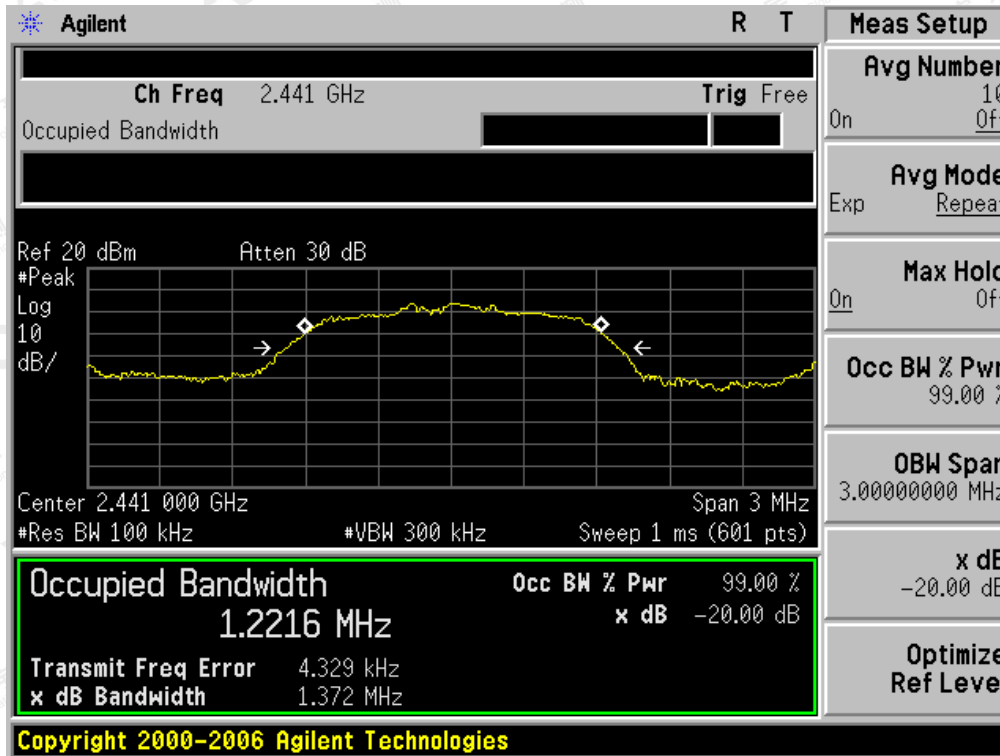 Agilent R T
Ch Freq 2.441 GHz Trig Free
Occupied Bandwidth
Ref 20 dBm Atten 30 dB
#Peak
Log
10
dB/
Center 2.441 000 GHz Span 3 MHz
#Res BW 100 kHz #VBW 300 kHz Sweep 1 ms (601 pts)
Occupied Bandwidth
1.2216 MHz
Occ BW % Pwr 99.00 %
x dB -20.00 dB
Transmit Freq Error 4.329 kHz
x dB Bandwidth 1.372 MHz
Copyright 2000-2006 Agilent Technologies
Meas Setup
Avg Number
10
On Off
Avg Mode
Exp Repeat
Max Hold
On Off
Occ BW % Pwr
99.00 %
OBW Span
3.00000000 MHz
x dB
-20.00 dB
Optimize
Ref Level